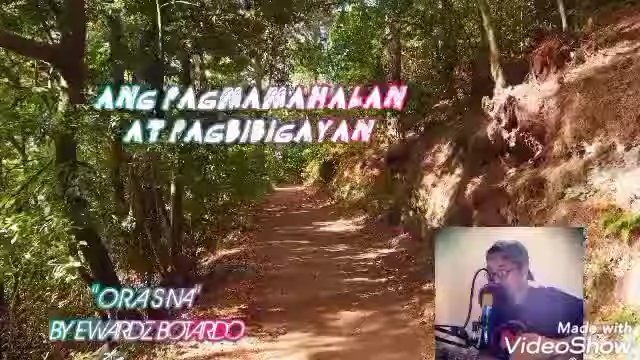 ANG PAGMAMAHALAN
AT PAGBIBIGAYAN
"ORAS NA"
BY EWARDZ BOTARDO
Made with
VideoShow